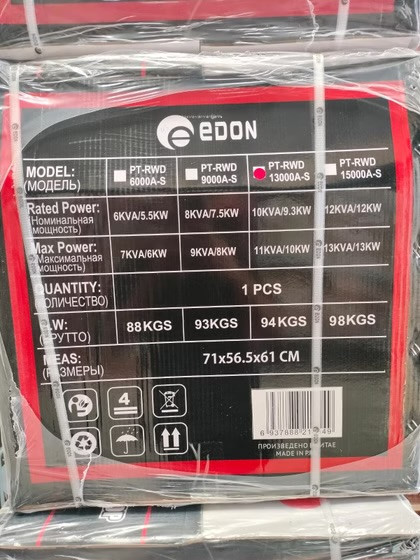 EDON
MODEL: PT-RWD 6000A-S PT-RWD 9000A-S PT-RWD 13000A-S PT-RWD 15000A-S
(МОДЕЛЬ)
Rated Power: 6KVA/5.5KW 8KVA/7.5KW 10KVA/9.3KW 12KVA/12KW
(Номинальная
мощность)
Max Power: 7KVA/6KW 9KVA/8KW 11KVA/10KW 13KVA/13KW
(Максимальная
мощность)
QUANTITY: 1 PCS
(КОЛИЧЕСТВО)
.W: 88KGS 93KGS 94KGS 98KGS
(БРУТТО)
MEAS: 71x56.5x61 CM
(РАЗМЕРЫ)
4
ПРОИЗВЕДЕНО В КИТАЕ
MADE IN